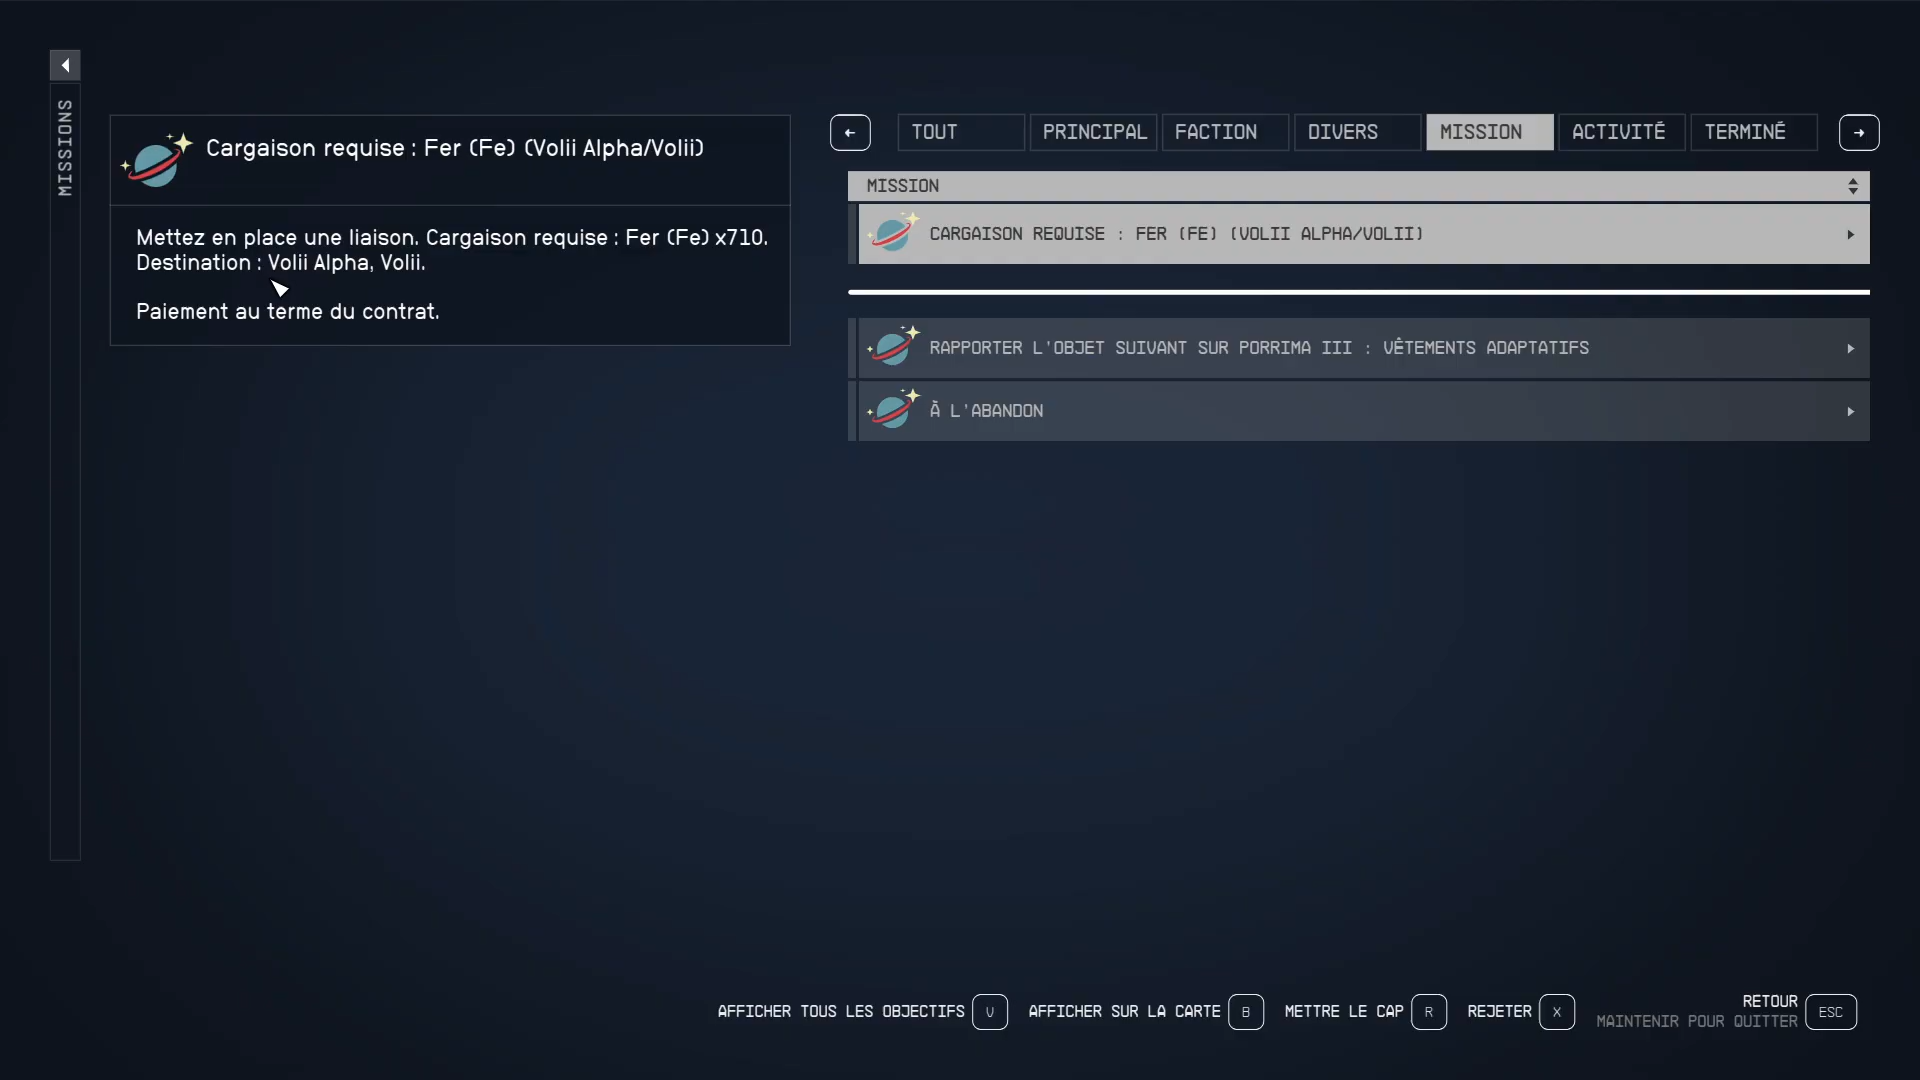 MISSIONS
Cargaison requise : Fer (Fe) (Volii Alpha/Volii)
Mettez en place une liaison. Cargaison requise : Fer (Fe) x710.
Destination : Volii Alpha, Volii.
Paiement au terme du contrat.
TOUT
PRINCIPAL
FACTION
DIVERS
MISSION
ACTIVITÉ
TERMINÉ
MISSION
CARGAISON REQUISE : FER (FE) (VOLII ALPHA/VOLII)
RAPPORTER L'OBJET SUIVANT SUR PORRIMA III : VÊTEMENTS ADAPTATIFS
À L'ABANDON
AFFICHER TOUS LES OBJECTIFS V
AFFICHER SUR LA CARTE B
METTRE LE CAP R
REJETER X
RETOUR
MAINTENIR POUR QUITTER
ESC